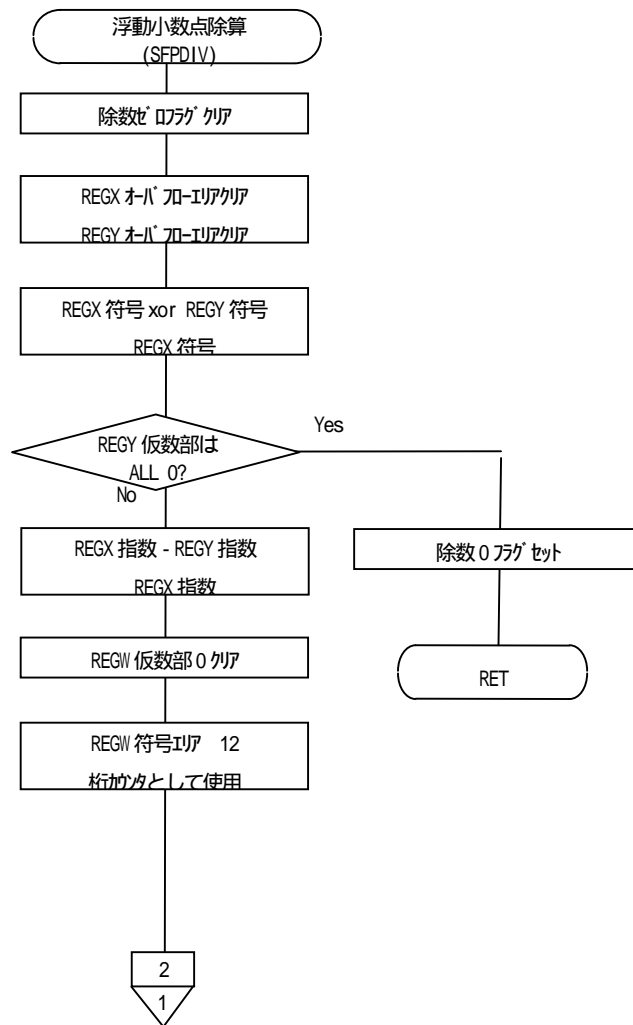 浮動小数点除算
(SFPDIV)
除数ｾﾞﾛﾌﾗｸﾞｸﾘｱ
REGX ｵｰﾊﾞﾌﾛｰｴﾘｱｸﾘｱ
REGY ｵｰﾊﾞﾌﾛｰｴﾘｱｸﾘｱ
REGX 符号 xor REGY 符号
REGX 符号
REGY 仮数部は
ALL 0?
Yes
No
REGX 指数 - REGY 指数
REGX 指数
除数 0 ﾌﾗｸﾞｾｯﾄ
REGW 仮数部 0 ｸﾘｱ
RET
REGW 符号ｴﾘｱ 12
桁ｶｳﾝﾀとして使用
2
1